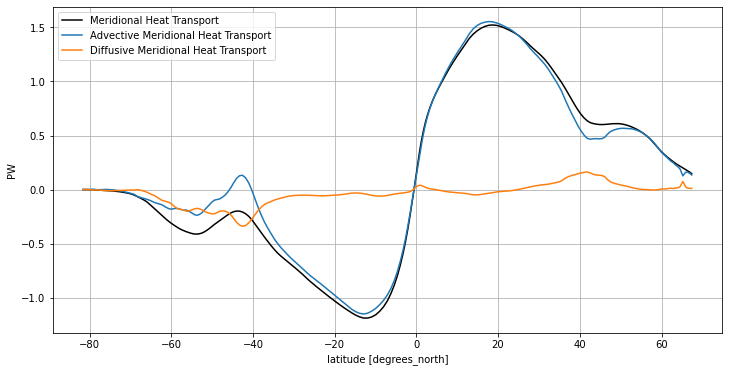 Meridional Heat Transport
Advective Meridional Heat Transport
Diffusive Meridional Heat Transport
1.5
1.0
0.5
0.0
−0.5
−1.0
PW
−80 −60 −40 −20 0 20 40 60
latitude [degrees_north]